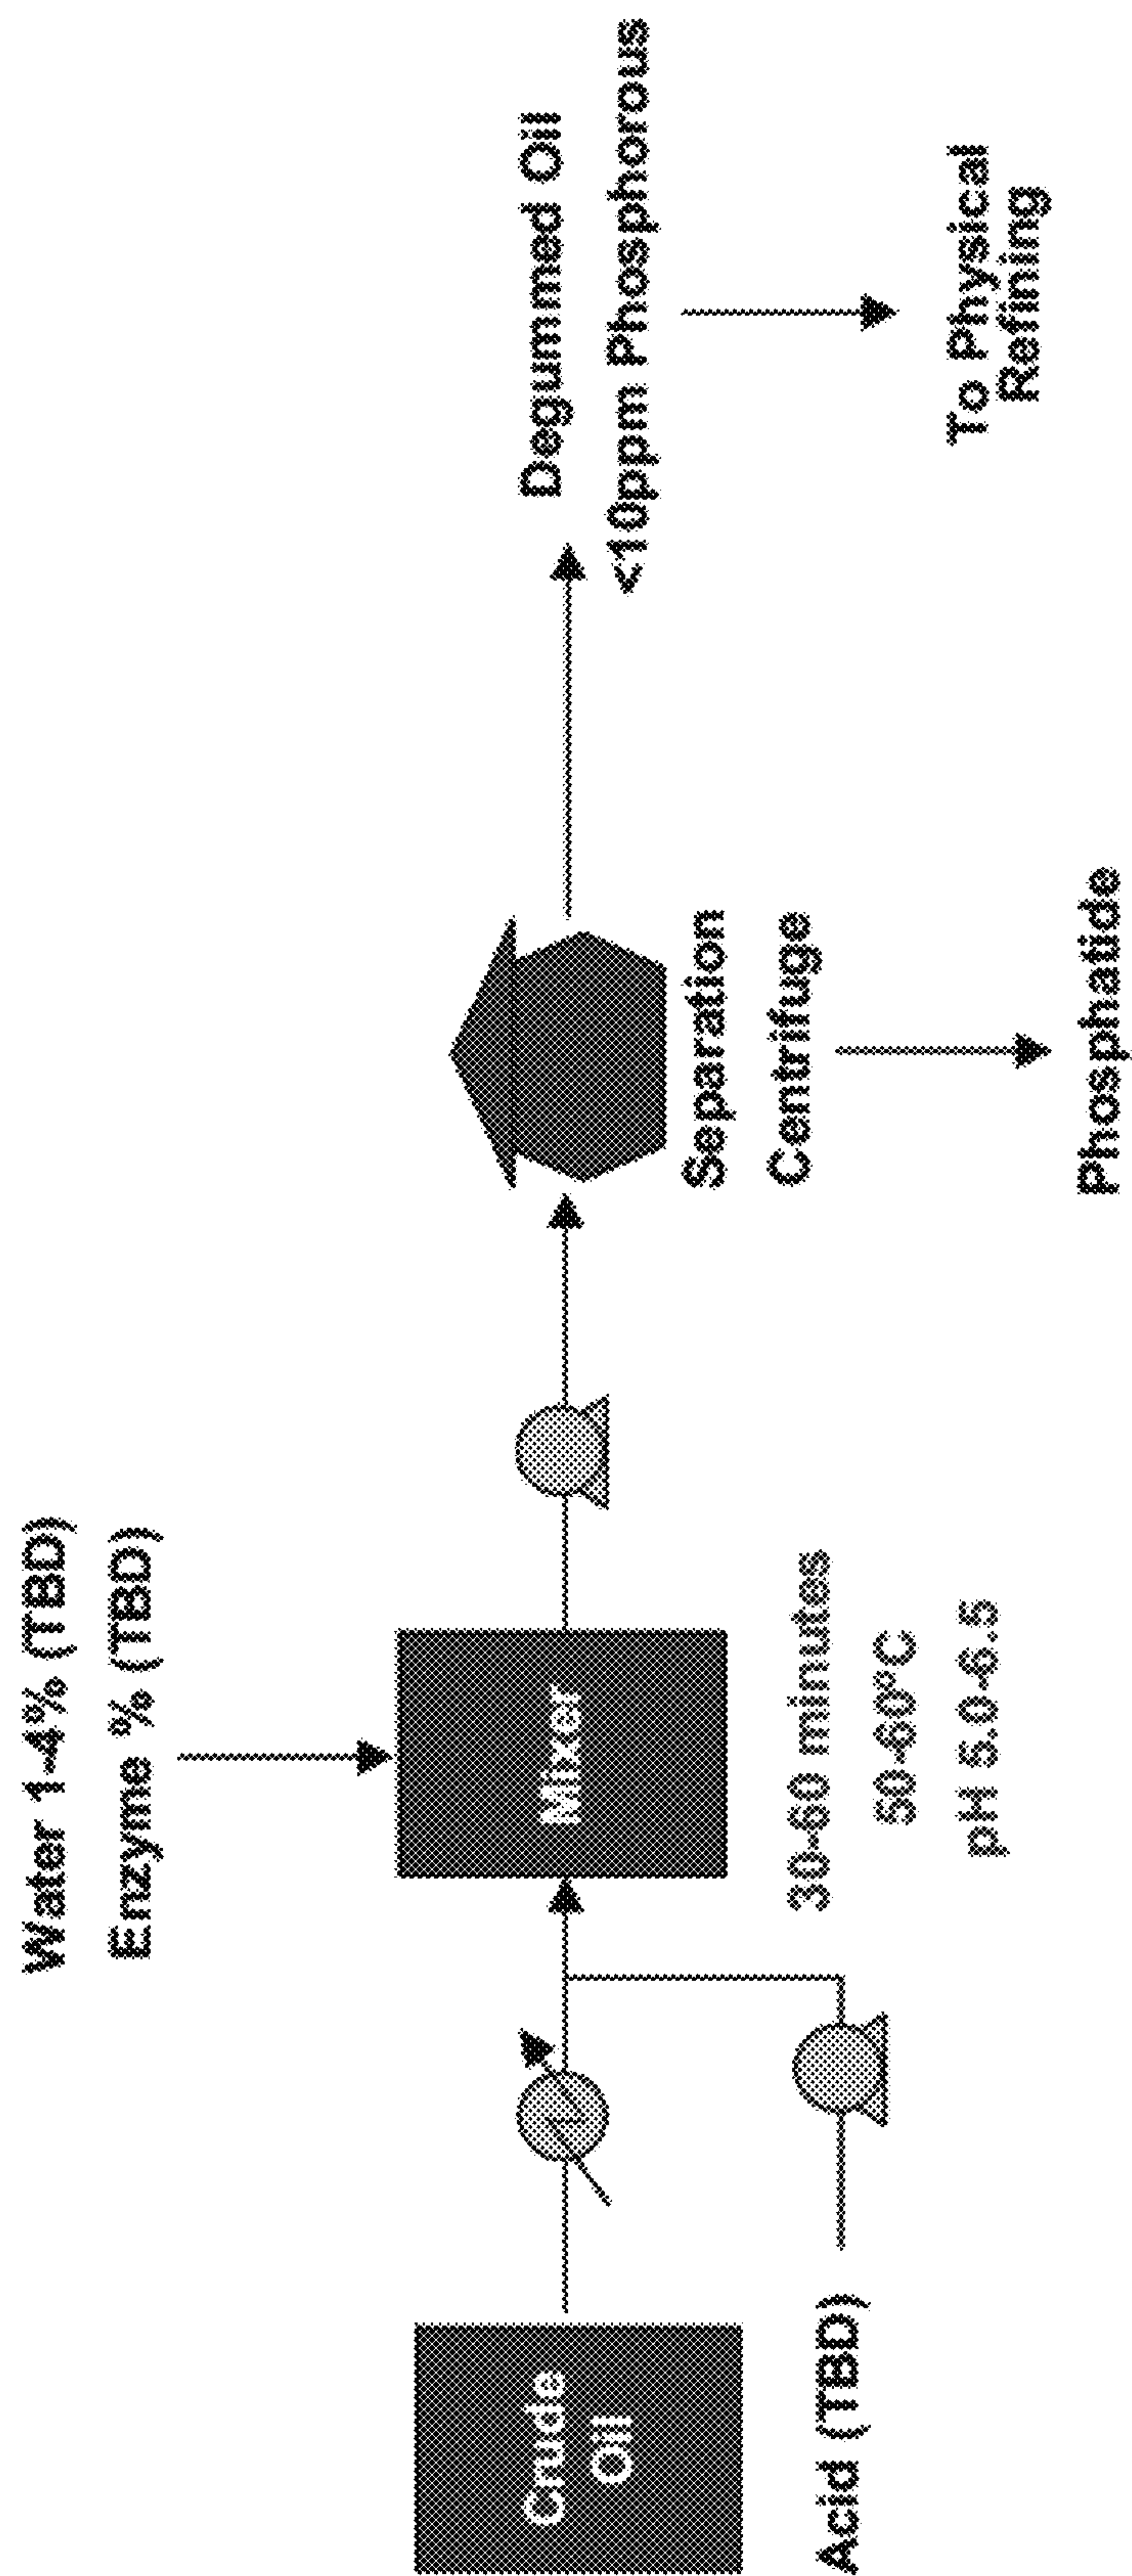 Water 1-4% (TBD)
Enzyme % (TBD)
Crude
Oil
Mixer
Degummed Oil
<10ppm Phosphorous
Separation
Centrifuge
Acid (TBD)
30-60 minutes
50-60ºC
pH 5.0-6.5
To Physical
Refining
Phosphatide